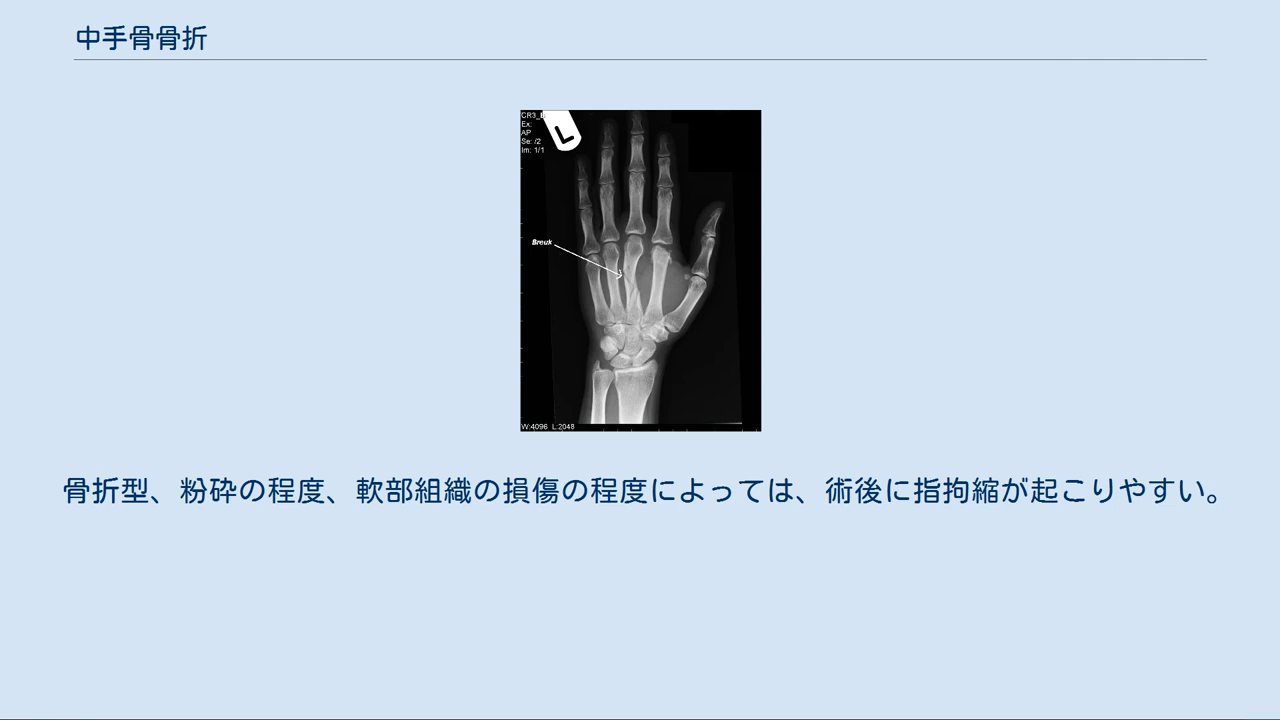 中手骨骨折
CR3_
Ex:
AP
Se: /2
Im: 1/1
L
Breuk
W:4096 L:2048
骨折型、粉砕の程度、軟部組織の損傷の程度によっては、術後に指拘縮が起こりやすい。